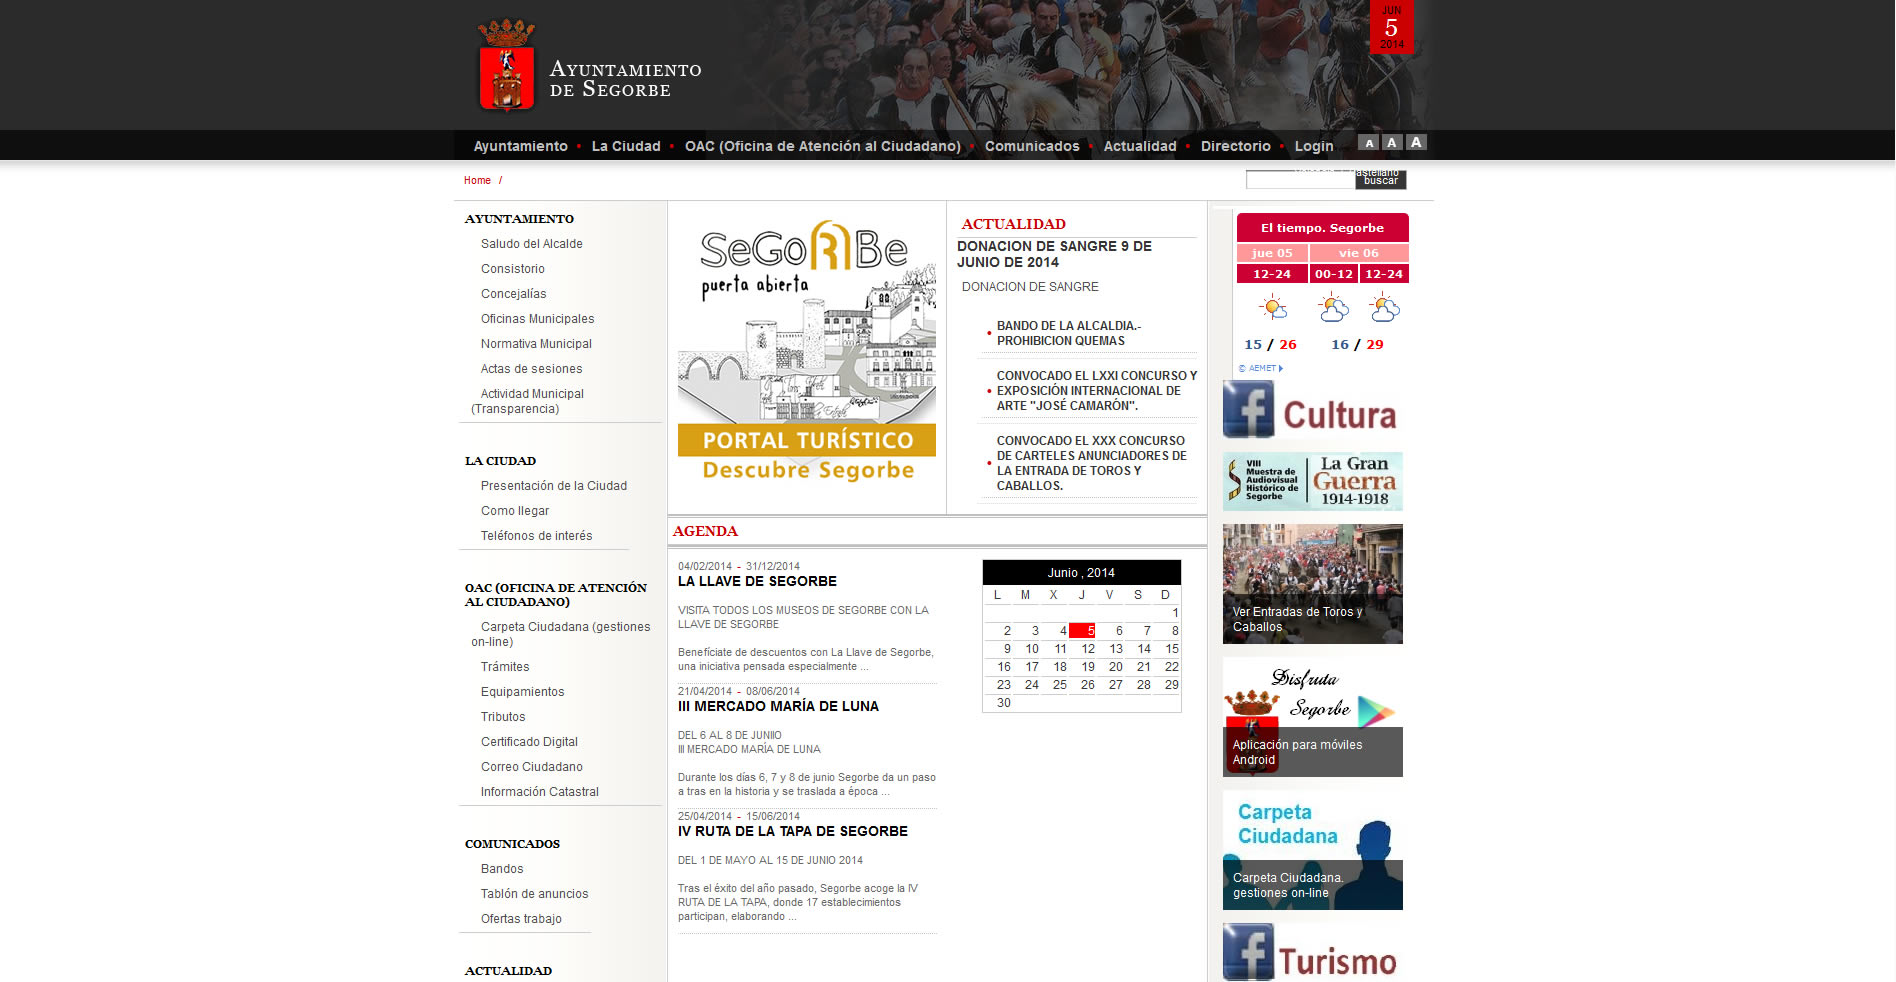 JUN
5
2014
AYUNTAMIENTO
DE SEGORBE
Ayuntamiento • La Ciudad • OAC (Oficina de Atención al Ciudadano) • Comunicados • Actualidad • Directorio • Login
A A A
Home /
Castellano
buscar
AYUNTAMIENTO
Saludo del Alcalde
Consistorio
Concejalías
Oficinas Municipales
Normativa Municipal
Actas de sesiones
Actividad Municipal
(Transparencia)
LA CIUDAD
Presentación de la Ciudad
Como llegar
Teléfonos de interés
OAC (OFICINA DE ATENCIÓN
AL CIUDADANO)
Carpeta Ciudadana (gestiones
on-line)
Trámites
Equipamientos
Tributos
Certificado Digital
Correo Ciudadano
Información Catastral
COMUNICADOS
Bandos
Tablón de anuncios
Ofertas trabajo
ACTUALIDAD
SeGoRBe
puerta abierta
PORTAL TURÍSTICO
Descubre Segorbe
ACTUALIDAD
DONACION DE SANGRE 9 DE
JUNIO DE 2014
DONACION DE SANGRE
• BANDO DE LA ALCALDIA.-
PROHIBICION QUEMAS
• CONVOCADO EL LXXI CONCURSO Y
EXPOSICIÓN INTERNACIONAL DE
ARTE "JOSÉ CAMARÓN".
• CONVOCADO EL XXX CONCURSO
DE CARTELES ANUNCIADORES DE
LA ENTRADA DE TOROS Y
CABALLOS.
AGENDA
04/02/2014 - 31/12/2014
LA LLAVE DE SEGORBE
VISITA TODOS LOS MUSEOS DE SEGORBE CON LA
LLAVE DE SEGORBE
Benefíciate de descuentos con La Llave de Segorbe,
una iniciativa pensada especialmente ...
21/04/2014 - 08/06/2014
III MERCADO MARÍA DE LUNA
DEL 6 AL 8 DE JUNIIO
III MERCADO MARÍA DE LUNA
Durante los días 6, 7 y 8 de junio Segorbe da un paso
a tras en la historia y se traslada a época ...
25/04/2014 - 15/06/2014
IV RUTA DE LA TAPA DE SEGORBE
DEL 1 DE MAYO AL 15 DE JUNIO 2014
Tras el éxito del año pasado, Segorbe acoge la IV
RUTA DE LA TAPA, donde 17 establecimientos
participan, elaborando ...
Junio , 2014
L M X J V S D
1
2 3 4 5 6 7 8
9 10 11 12 13 14 15
16 17 18 19 20 21 22
23 24 25 26 27 28 29
30
El tiempo. Segorbe
jue 05 vie 06
12-24 00-12 12-24
15 / 26 16 / 29
© AEMET
f Cultura
VIII
Muestra de
Audiovisual
Histórico de
Segorbe
La Gran
Guerra
1914-1918
Ver Entradas de Toros y
Caballos
Disfruta
Segorbe
Aplicación para móviles
Android
Carpeta
Ciudadana
Carpeta Ciudadana.
gestiones on-line
f Turismo